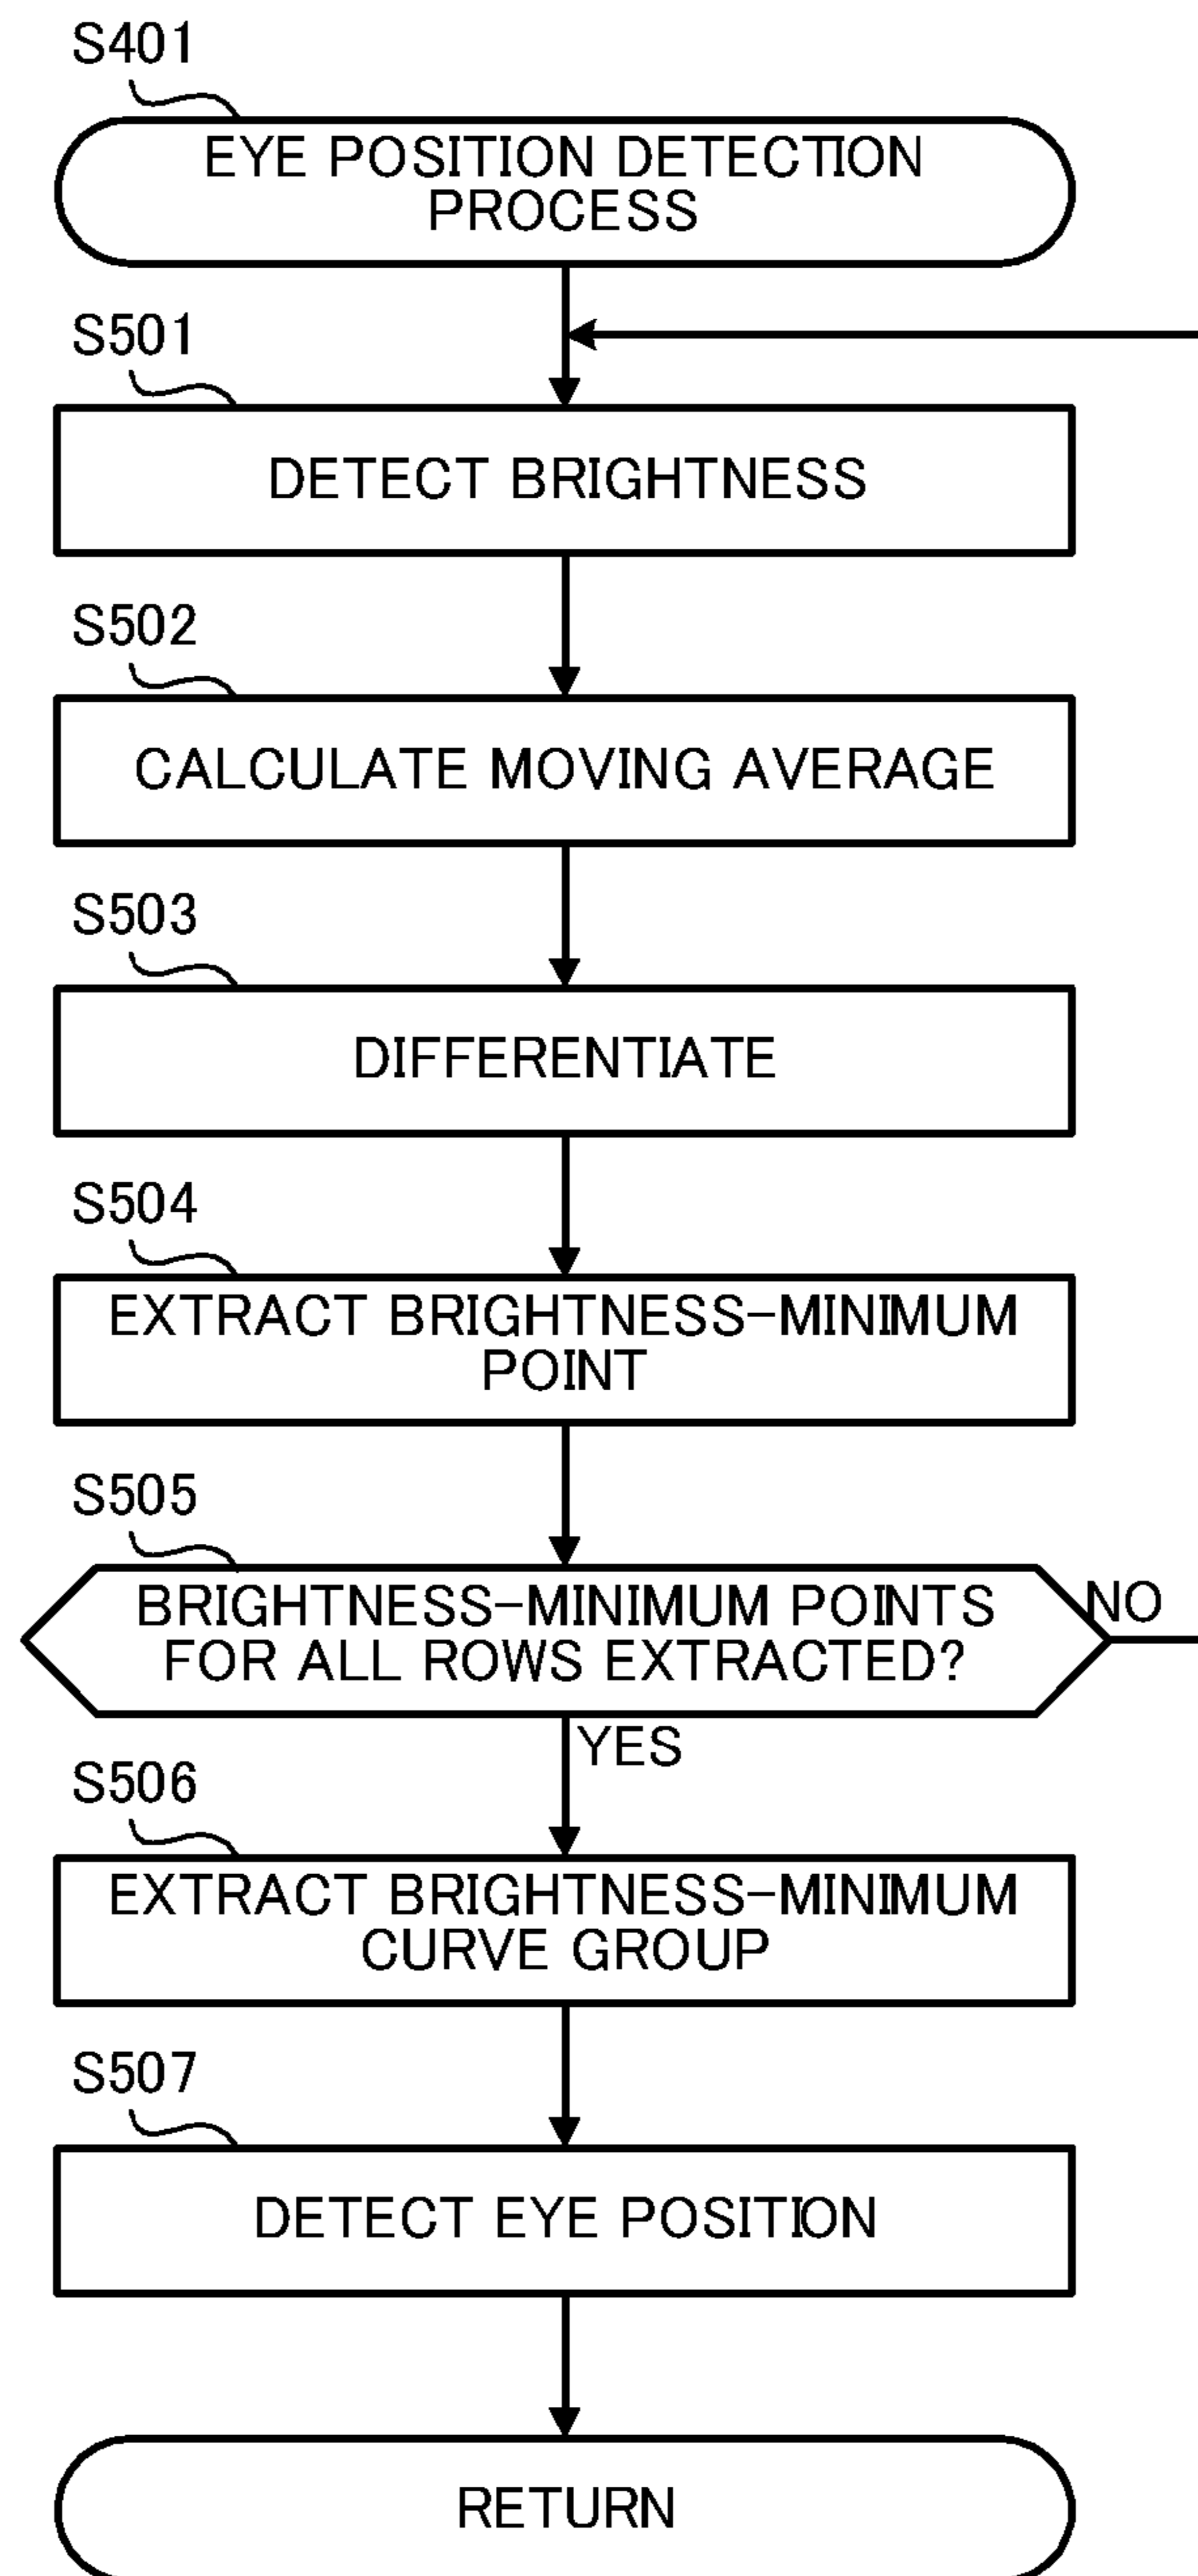 S401
EYE POSITION DETECTION
PROCESS
S501
DETECT BRIGHTNESS
S502
CALCULATE MOVING AVERAGE
S503
DIFFERENTIATE
S504
EXTRACT BRIGHTNESS-MINIMUM
POINT
S505
BRIGHTNESS-MINIMUM POINTS
FOR ALL ROWS EXTRACTED?
NO
YES
S506
EXTRACT BRIGHTNESS-MINIMUM
CURVE GROUP
S507
DETECT EYE POSITION
RETURN